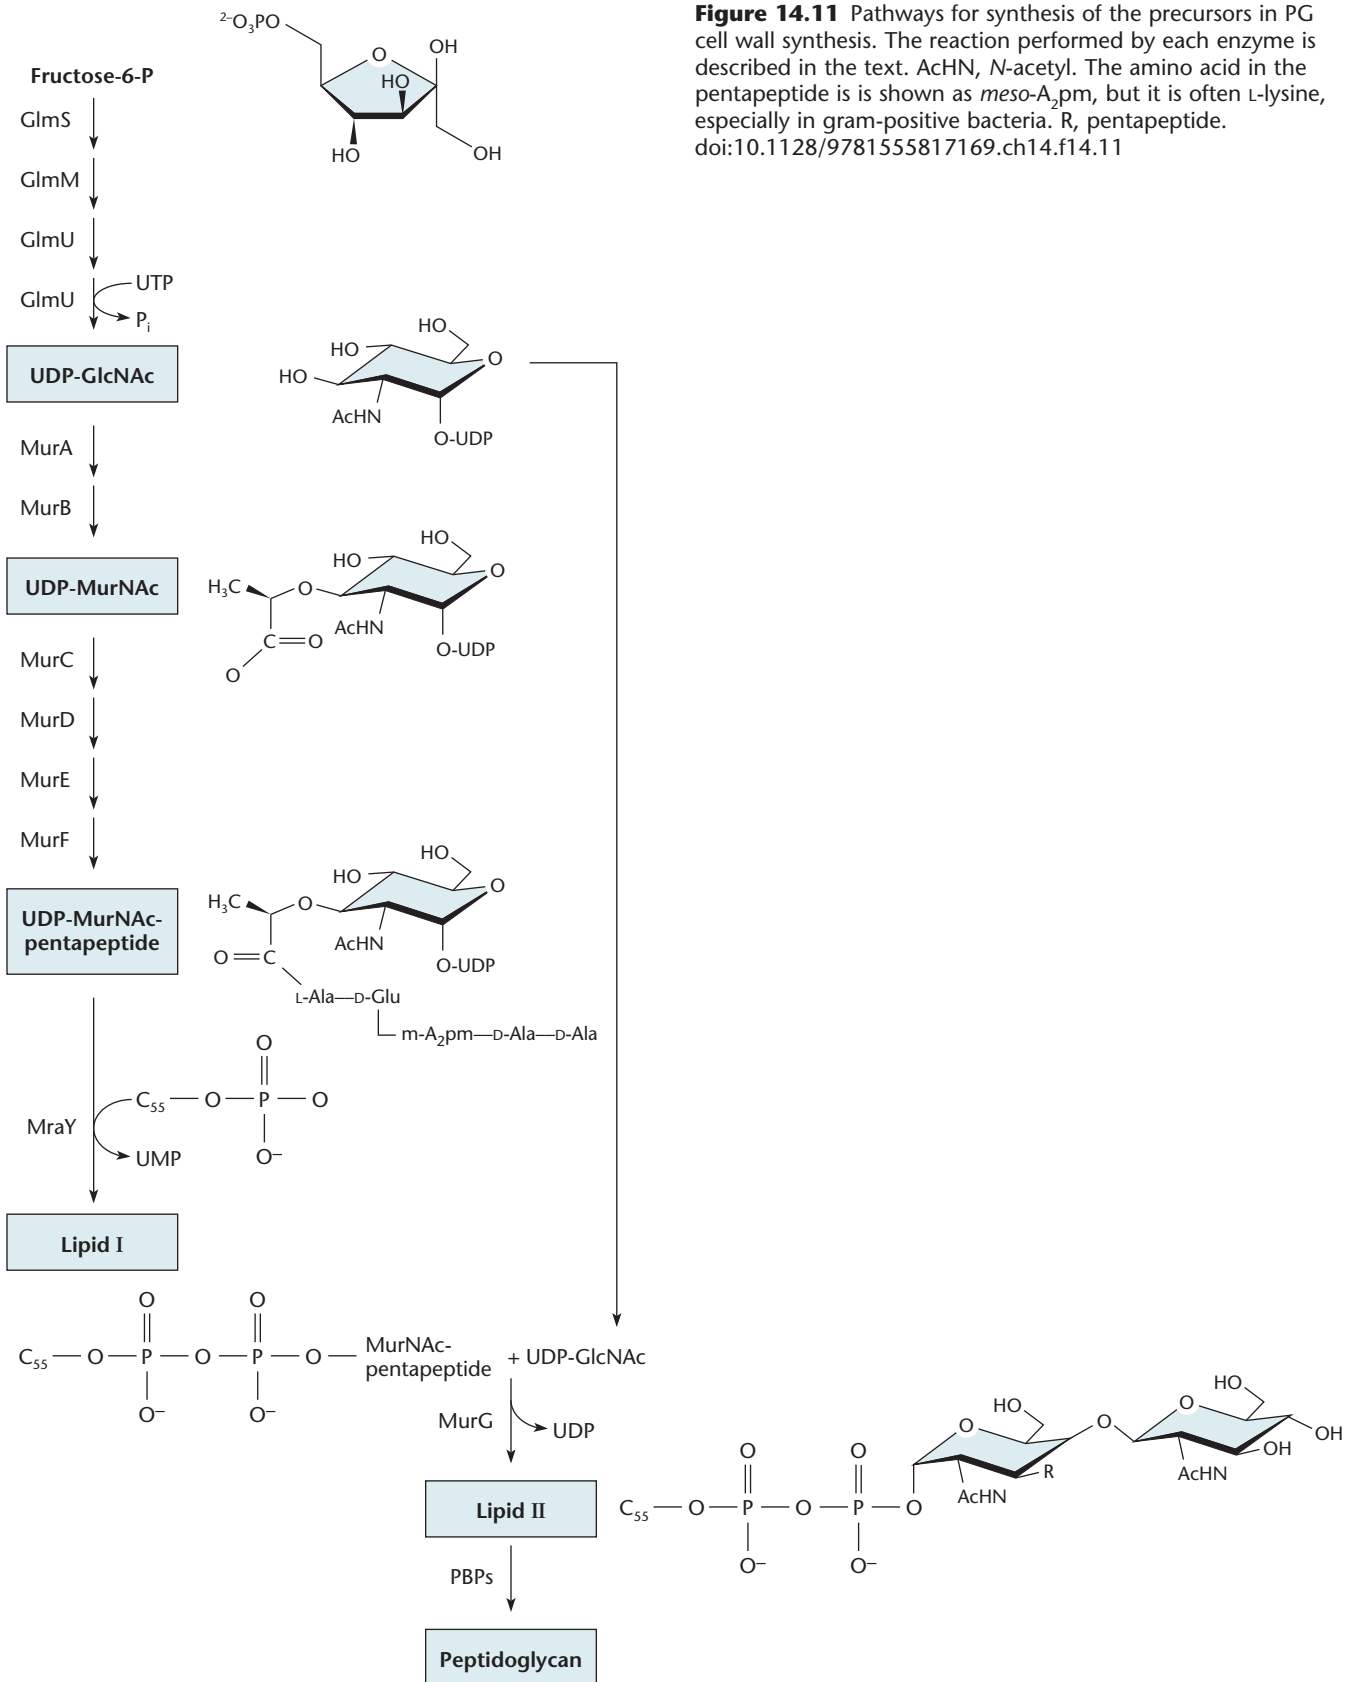 Figure 14.11 Pathways for synthesis of the precursors in PG
cell wall synthesis. The reaction performed by each enzyme is
described in the text. AcHN, N-acetyl. The amino acid in the
pentapeptide is is shown as meso-A₂pm, but it is often L-lysine,
especially in gram-positive bacteria. R, pentapeptide.
doi:10.1128/9781555817169.ch14.f14.11
Fructose-6-P
²⁻O₃PO
O
OH
HO
HO
OH
GlmS
GlmM
GlmU
GlmU
UTP
Pᵢ
UDP-GlcNAc
HO
HO
O
HO
AcHN
O-UDP
MurA
MurB
UDP-MurNAc
HO
HO
O
H₃C
O
AcHN
C=O
O-UDP
O
MurC
MurD
MurE
MurF
UDP-MurNAc-
pentapeptide
HO
HO
O
H₃C
O
AcHN
O=C
O-UDP
L-Ala—D-Glu
m-A₂pm—D-Ala—D-Ala
MraY
O
C₅₅—O—P—O
O⁻
UMP
Lipid I
O O
C₅₅—O—P—O—P—O—
O⁻ O⁻
MurNAc-
pentapeptide
+ UDP-GlcNAc
MurG
UDP
Lipid II
O O
C₅₅—O—P—O—P—O
O⁻ O⁻
O
HO
AcHN
R
O
O
HO
OH
OH
AcHN
PBPs
Peptidoglycan